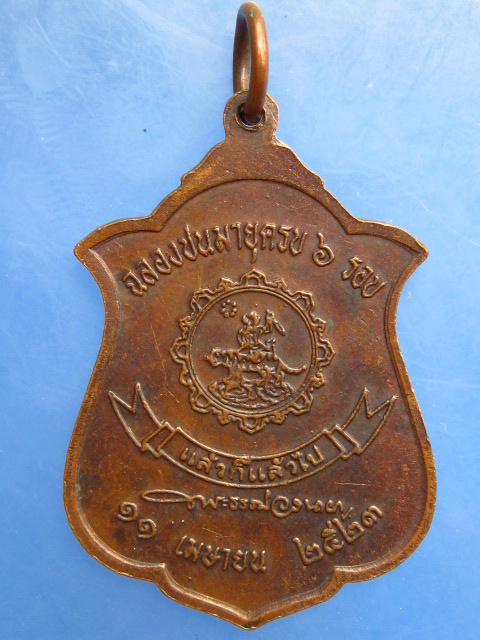 ฉลองชนมายุครบ ๖ รอบ
แล้วก็แล้วไป
๑๑ เมษายน ๒๕๒๓